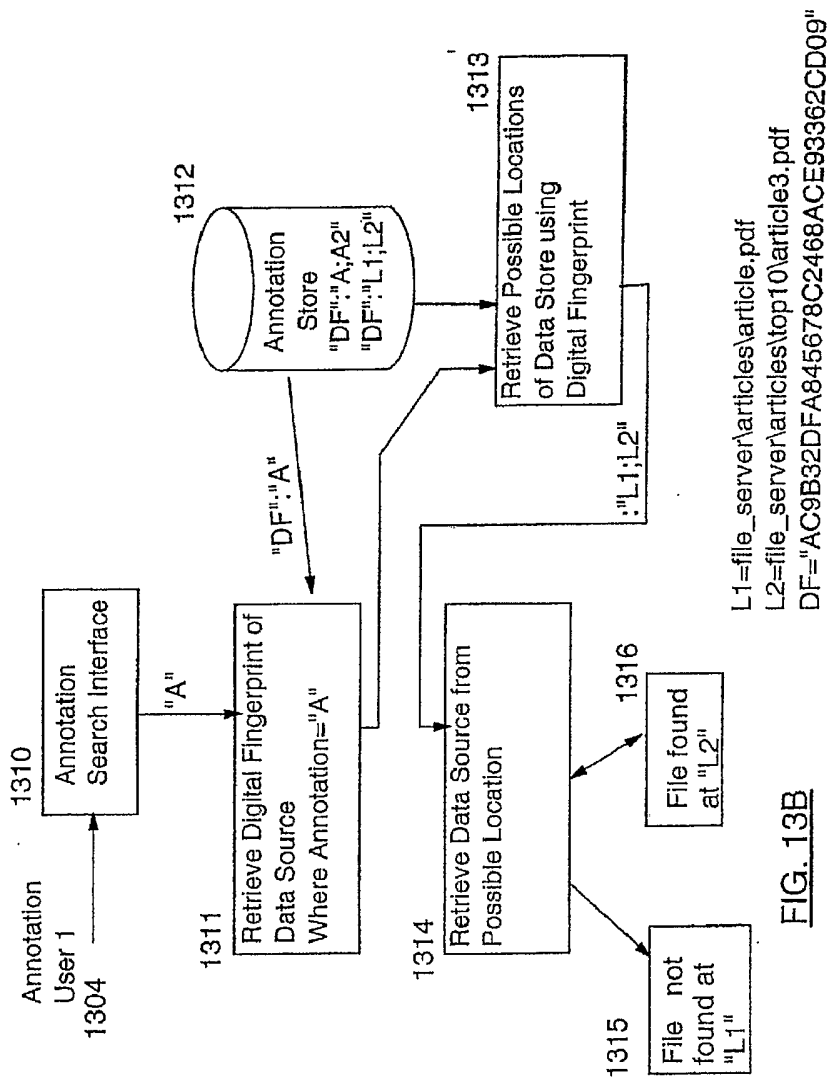 Annotation
User 1
1304
1310
Annotation
Search Interface
"A"
1311
Retrieve Digital Fingerprint of
Data Source
Where Annotation="A"
"DF":"A"
1312
Annotation
Store
"DF":"A;A2"
"DF":"L1;L2"
1313
Retrieve Possible Locations
of Data Store using
Digital Fingerprint
:"L1;L2"
1314
Retrieve Data Source from
Possible Location
1315
File not
found at
"L1"
1316
File found
at "L2"
L1=file_server\articles\article.pdf
L2=file_server\articles\top10\article3.pdf
DF="AC9B32DFA845678C2468ACE93362CD09"
FIG. 13B